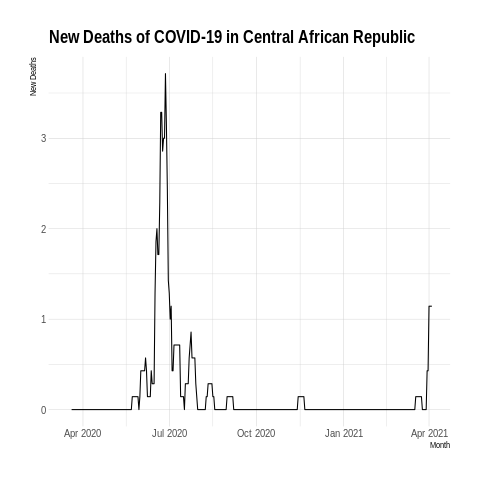 New Deaths of COVID-19 in Central African Republic
New Deaths
3
2
1
0
Apr 2020 Jul 2020 Oct 2020 Jan 2021 Apr 2021
Month